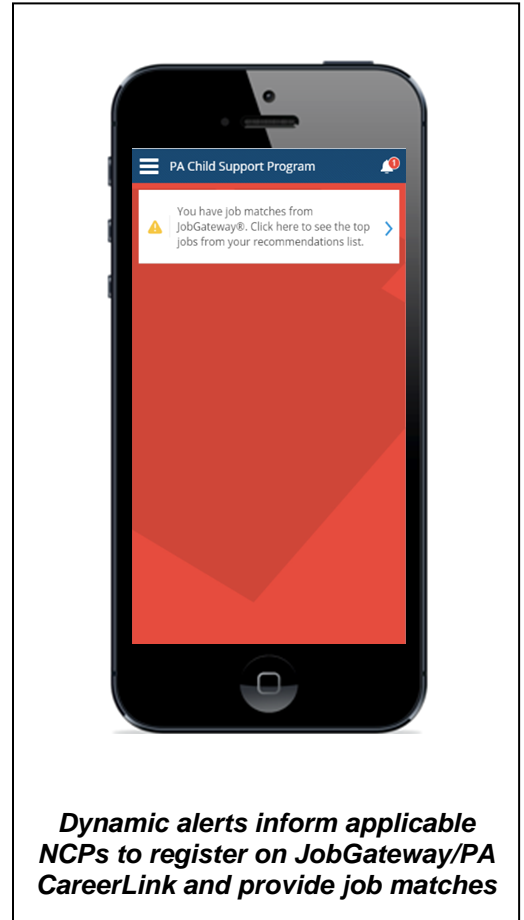 PA Child Support Program
1
You have job matches from
JobGateway®. Click here to see the top
jobs from your recommendations list.
Dynamic alerts inform applicable
NCPs to register on JobGateway/PA
CareerLink and provide job matches